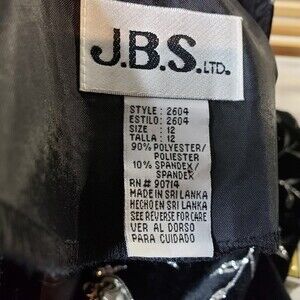 J.B.S. LTD.
STYLE : 2604
ESTILO: 2604
SIZE : 12
TALLA : 12
90% POLYESTER/
POLIESTER
10% SPANDEX/
SPANDEX
RN# 90714
MADE IN SRI LANKA
HECHO EN SRI LANKA
SEE REVERSE FOR CARE
VER AL DORSO
PARA CUIDADO